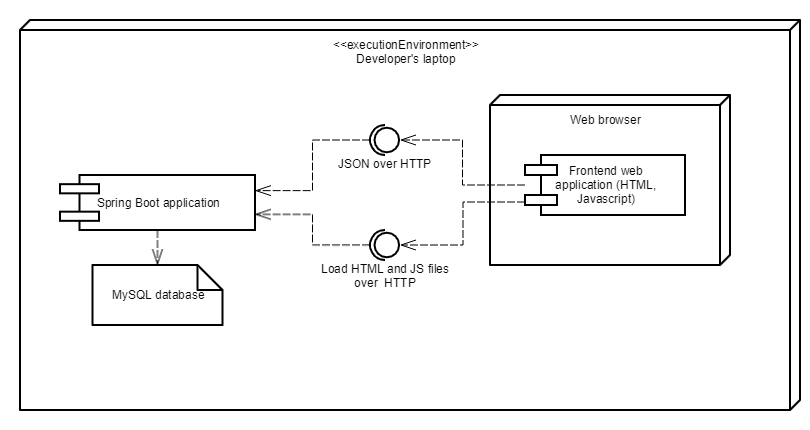 <<executionEnvironment>>
Developer's laptop
Web browser
Frontend web
application (HTML,
Javascript)
JSON over HTTP
Spring Boot application
Load HTML and JS files
over HTTP
MySQL database